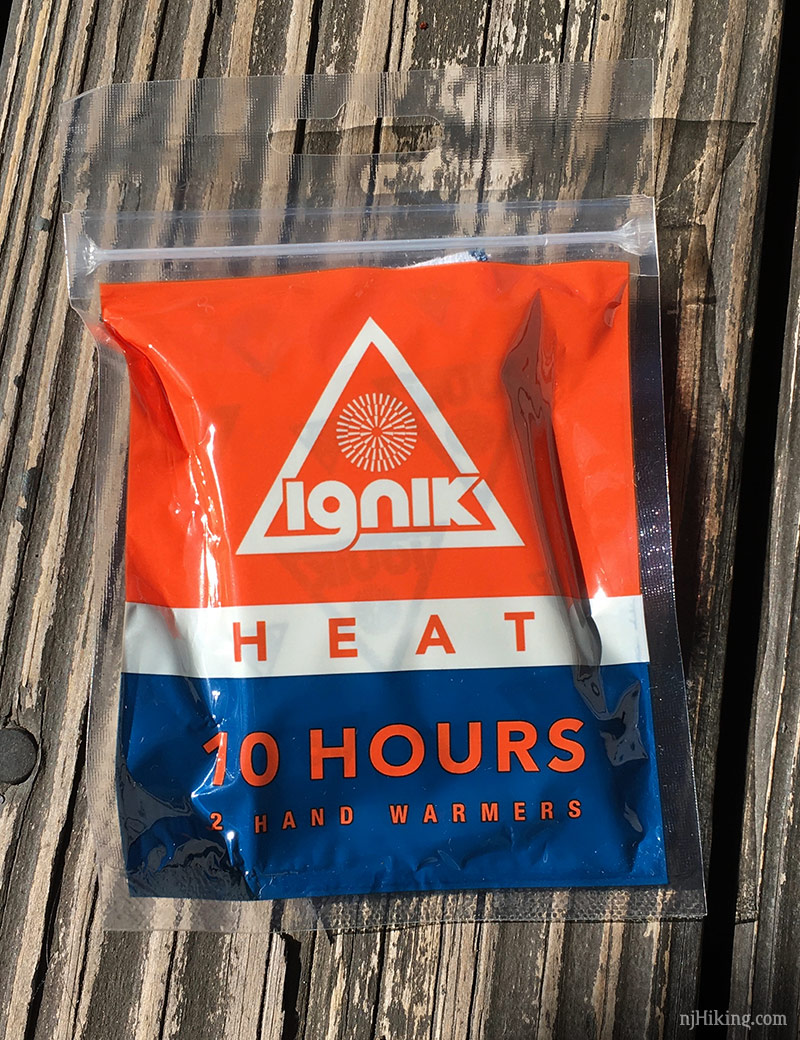 IGNIK
HEAT
10 HOURS
2 HAND WARMERS
njHiking.com